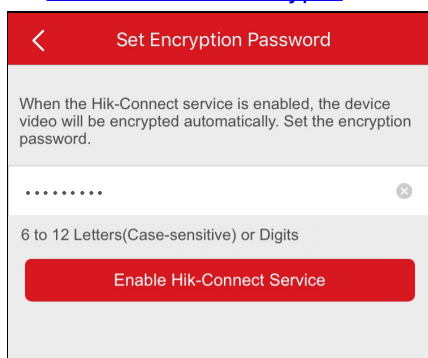 Set Encryption Password
When the Hik-Connect service is enabled, the device
video will be encrypted automatically. Set the encryption
password.
•••••••••
6 to 12 Letters(Case-sensitive) or Digits
Enable Hik-Connect Service